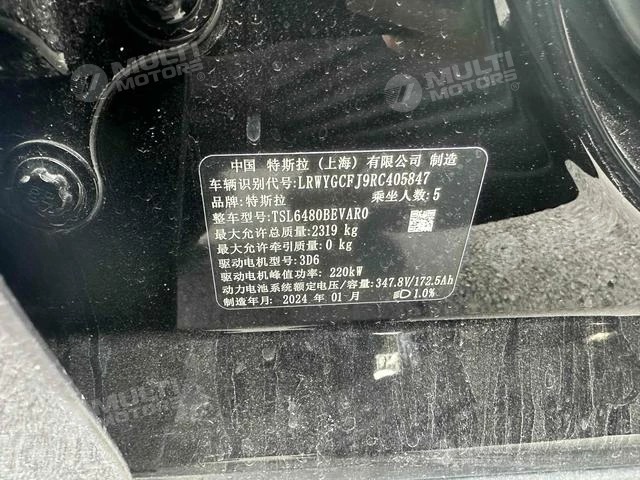 MULTI
MOTORS
MULTI
MOTORS
中国 特斯拉 (上海) 有限公司 制造
车辆识别代号:LRWYGCFJ9RC405847
品牌:特斯拉 乘坐人数:5
整车型号:TSL6480BEVAR0
最大允许总质量:2319 kg
最大允许牵引质量:0 kg
驱动电机型号:3D6
驱动电机峰值功率: 220kW
动力电池系统额定电压/容量:347.8V/172.5Ah
制造年月: 2024 年 01 月 1.0%
MULTI
MOTORS
MULTI
MOTORS